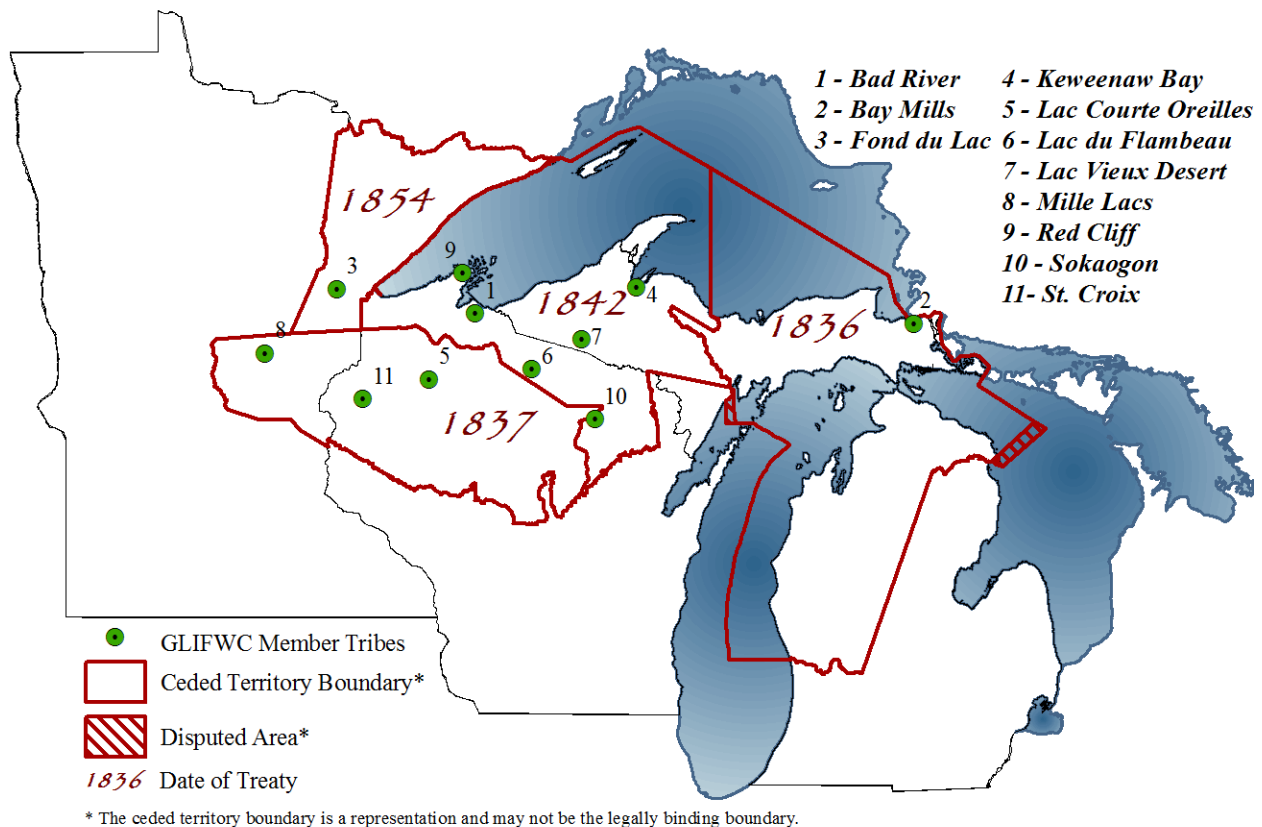 1 - Bad River
2 - Bay Mills
3 - Fond du Lac
4 - Keweenaw Bay
5 - Lac Courte Oreilles
6 - Lac du Flambeau
7 - Lac Vieux Desert
8 - Mille Lacs
9 - Red Cliff
10 - Sokaogon
11- St. Croix
1854
9
3
1
1842
4
2
1836
7
8
5
6
11
10
1837
GLIFWC Member Tribes
Ceded Territory Boundary*
Disputed Area*
1836 Date of Treaty
* The ceded territory boundary is a representation and may not be the legally binding boundary.